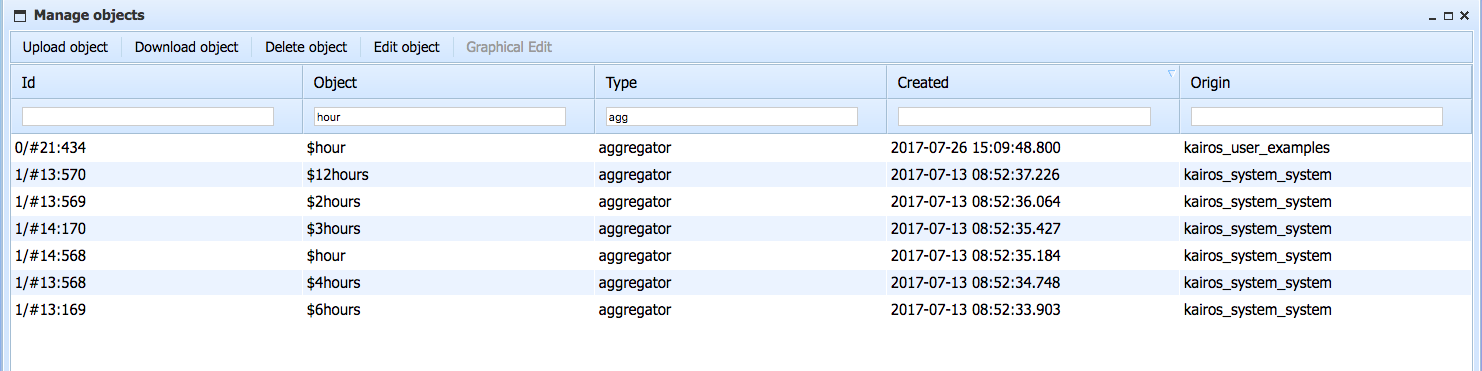 Manage objects
Upload object Download object Delete object Edit object Graphical Edit
Id Object Type Created Origin
hour agg
0/#21:434 $hour aggregator 2017-07-26 15:09:48.800 kairos_user_examples
1/#13:570 $12hours aggregator 2017-07-13 08:52:37.226 kairos_system_system
1/#13:569 $2hours aggregator 2017-07-13 08:52:36.064 kairos_system_system
1/#14:170 $3hours aggregator 2017-07-13 08:52:35.427 kairos_system_system
1/#14:568 $hour aggregator 2017-07-13 08:52:35.184 kairos_system_system
1/#13:568 $4hours aggregator 2017-07-13 08:52:34.748 kairos_system_system
1/#13:169 $6hours aggregator 2017-07-13 08:52:33.903 kairos_system_system